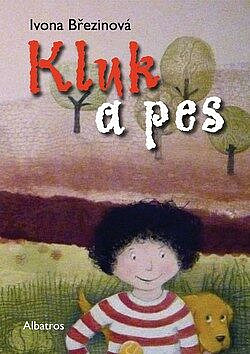 Ivona Březinová
Kluk
a pes
Albatros